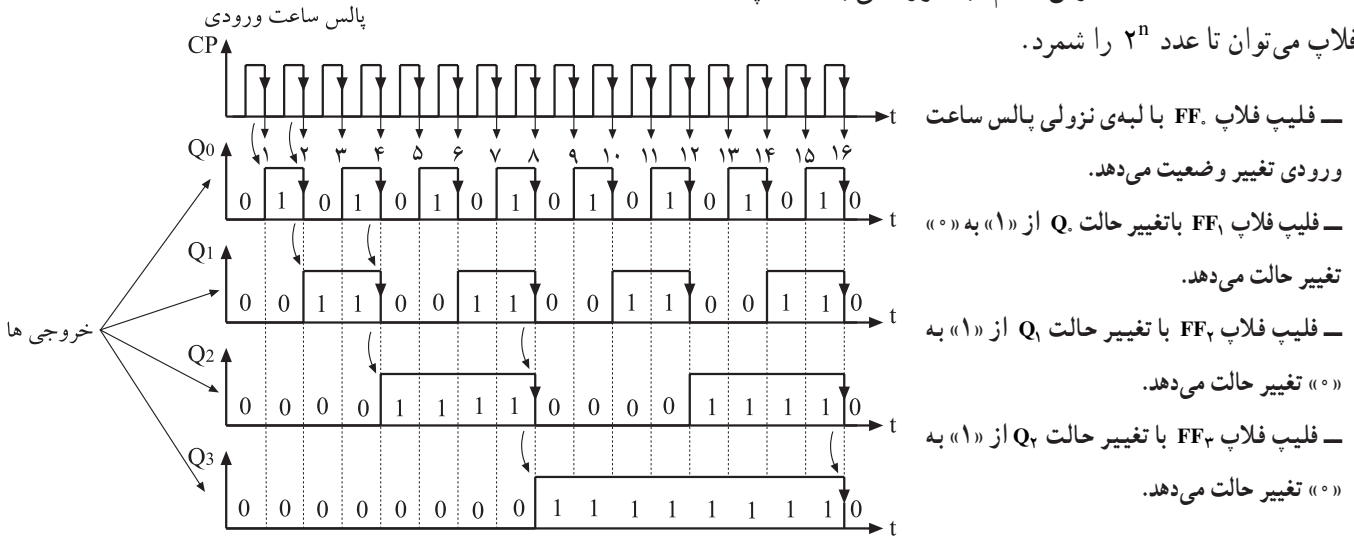 فلاپ می‌توان تا عدد ۲ⁿ را شمرد.
ــ فلیپ فلاپ FF۰ با لبه‌ی نزولی پالس ساعت
ورودی تغییر وضعیت می‌دهد.
ــ فلیپ فلاپ FF۱ باتغییر حالت Q۰ از «۱» به «۰»
تغییر حالت می‌دهد.
ــ فلیپ فلاپ FF۲ با تغییر حالت Q۱ از «۱» به
«۰» تغییر حالت می‌دهد.
ــ فلیپ فلاپ FF۳ با تغییر حالت Q۲ از «۱» به
«۰» تغییر حالت می‌دهد.
پالس ساعت ورودی
CP
t
۱ ۲ ۳ ۴ ۵ ۶ ۷ ۸ ۹ ۱۰ ۱۱ ۱۲ ۱۳ ۱۴ ۱۵ ۱۶
Q0
0 1 0 1 0 1 0 1 0 1 0 1 0 1 0 1 0
t
Q1
0 0 1 1 0 0 1 1 0 0 1 1 0 0 1 1 0
t
خروجی ها
Q2
0 0 0 0 1 1 1 1 0 0 0 0 1 1 1 1 0
t
Q3
0 0 0 0 0 0 0 0 1 1 1 1 1 1 1 1 0
t